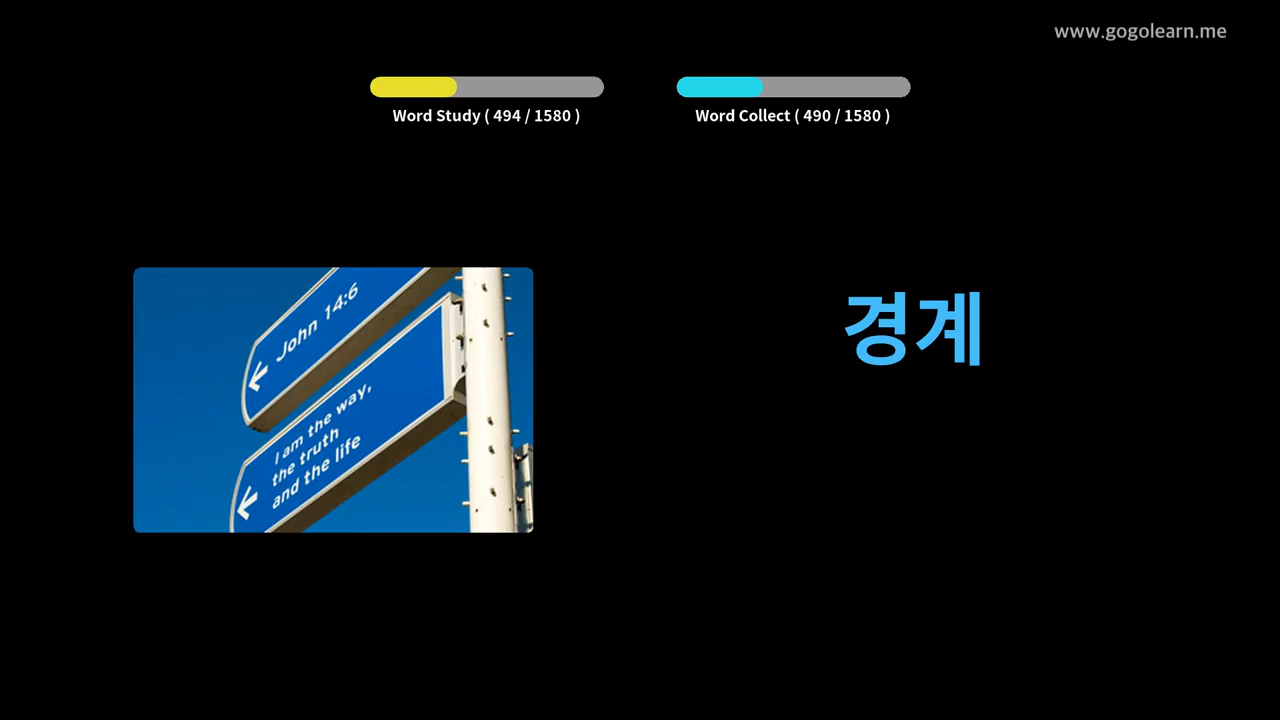 www.gogolearn.me
Word Study ( 494 / 1580 )
Word Collect ( 490 / 1580 )
John 14:6
I am the way,
the truth
and the life
경계